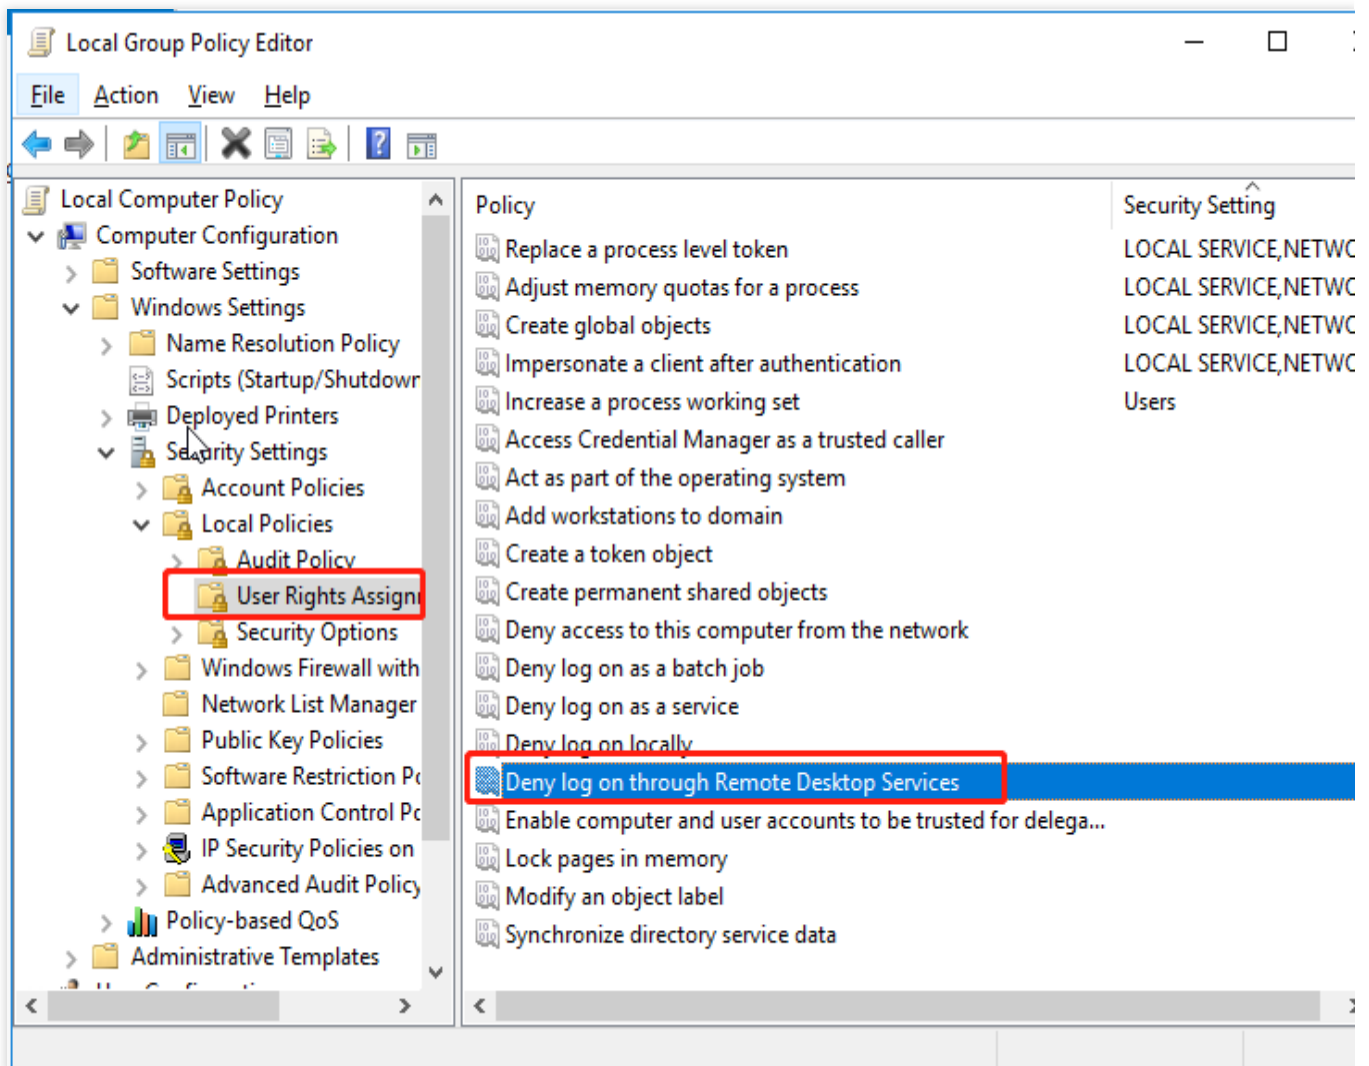 Local Group Policy Editor
File Action View Help
Local Computer Policy
Computer Configuration
Software Settings
Windows Settings
Name Resolution Policy
Scripts (Startup/Shutdown
Deployed Printers
Security Settings
Account Policies
Local Policies
Audit Policy
User Rights Assign
Security Options
Windows Firewall with
Network List Manager
Public Key Policies
Software Restriction Po
Application Control Po
IP Security Policies on
Advanced Audit Policy
Policy-based QoS
Administrative Templates
Policy Security Setting
Replace a process level token LOCAL SERVICE,NETWO
Adjust memory quotas for a process LOCAL SERVICE,NETWO
Create global objects LOCAL SERVICE,NETWO
Impersonate a client after authentication LOCAL SERVICE,NETWO
Increase a process working set Users
Access Credential Manager as a trusted caller
Act as part of the operating system
Add workstations to domain
Create a token object
Create permanent shared objects
Deny access to this computer from the network
Deny log on as a batch job
Deny log on as a service
Deny log on locally
Deny log on through Remote Desktop Services
Enable computer and user accounts to be trusted for delega...
Lock pages in memory
Modify an object label
Synchronize directory service data